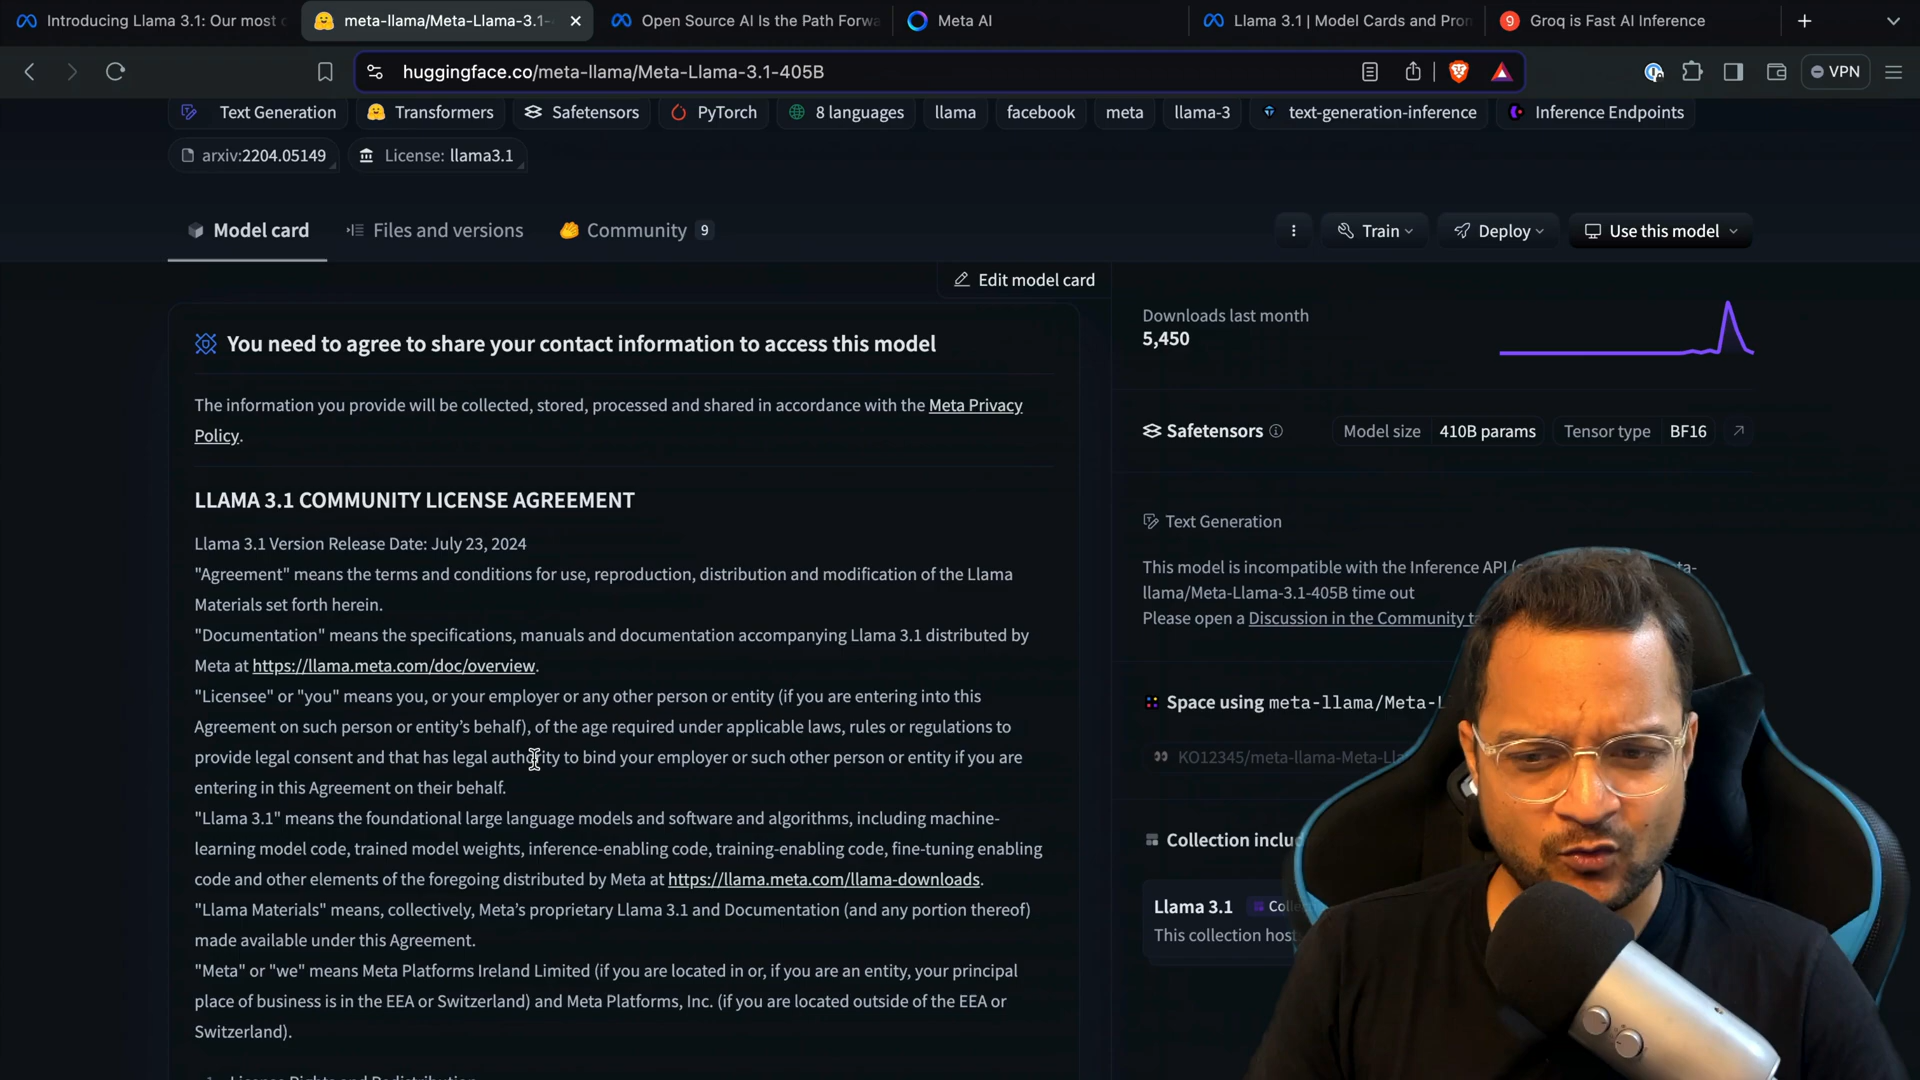 Introducing Llama 3.1: Our most
meta-llama/Meta-Llama-3.1-
Open Source AI Is the Path Forwa
Meta AI
Llama 3.1 | Model Cards and Pron
Groq is Fast AI Inference
huggingface.co/meta-llama/Meta-Llama-3.1-405B
VPN
Text Generation Transformers Safetensors PyTorch 8 languages llama facebook meta llama-3 text-generation-inference Inference Endpoints
arxiv:2204.05149 License: llama3.1
Model card Files and versions Community 9 Train Deploy Use this model
Edit model card
You need to agree to share your contact information to access this model
The information you provide will be collected, stored, processed and shared in accordance with the Meta Privacy
Policy.
LLAMA 3.1 COMMUNITY LICENSE AGREEMENT
Llama 3.1 Version Release Date: July 23, 2024
"Agreement" means the terms and conditions for use, reproduction, distribution and modification of the Llama
Materials set forth herein.
"Documentation" means the specifications, manuals and documentation accompanying Llama 3.1 distributed by
Meta at https://llama.meta.com/doc/overview.
"Licensee" or "you" means you, or your employer or any other person or entity (if you are entering into this
Agreement on such person or entity's behalf), of the age required under applicable laws, rules or regulations to
provide legal consent and that has legal authority to bind your employer or such other person or entity if you are
entering in this Agreement on their behalf.
"Llama 3.1" means the foundational large language models and software and algorithms, including machine-
learning model code, trained model weights, inference-enabling code, training-enabling code, fine-tuning enabling
code and other elements of the foregoing distributed by Meta at https://llama.meta.com/llama-downloads.
"Llama Materials" means, collectively, Meta's proprietary Llama 3.1 and Documentation (and any portion thereof)
made available under this Agreement.
"Meta" or "we" means Meta Platforms Ireland Limited (if you are located in or, if you are an entity, your principal
place of business is in the EEA or Switzerland) and Meta Platforms, Inc. (if you are located outside of the EEA or
Switzerland).
License Rights and Redistribution
Downloads last month
5,450
Safetensors Model size 410B params Tensor type BF16
Text Generation
This model is incompatible with the Inference API
llama/Meta-Llama-3.1-405B time out
Please open a Discussion in the Community
Space using meta-llama/Meta-L
KO12345/meta-llama-Meta-Ll
Collection inclu
Llama 3.1 Colle
This collection host